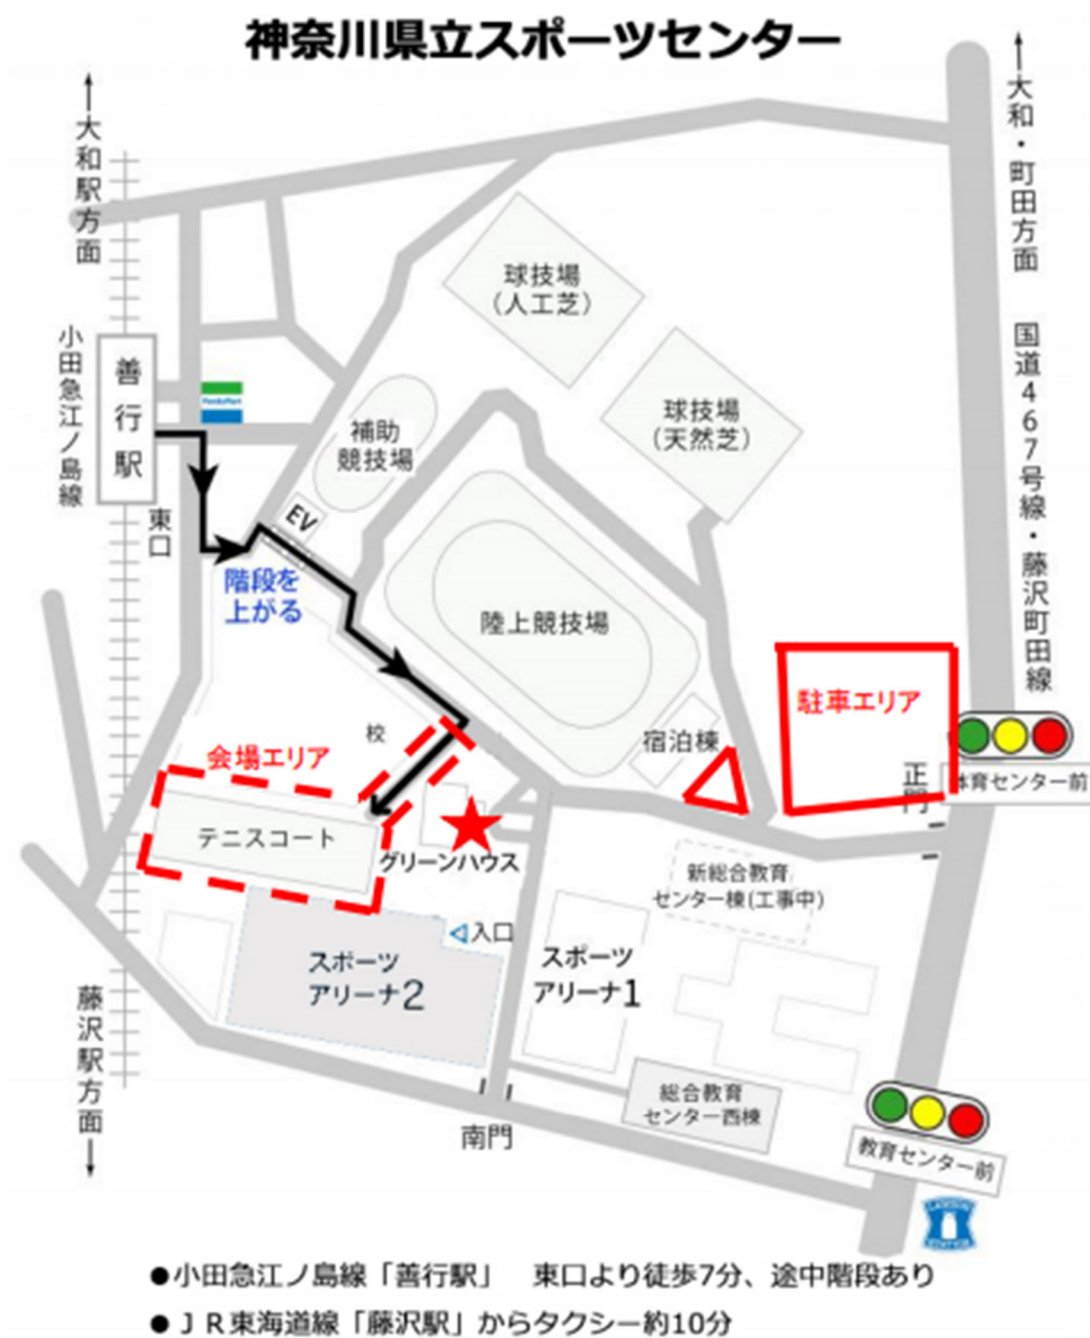 神奈川県立スポーツセンター
大和駅方面
大和・町田方面
国道467号線・藤沢町田線
小田急江ノ島線
善行駅
東口
FamilyMart
球技場
(人工芝)
球技場
(天然芝)
補助
競技場
EV
階段を
上がる
陸上競技場
校
宿泊棟
駐車エリア
正門
体育センター前
会場エリア
テニスコート
グリーンハウス
新総合教育
センター棟(工事中)
入口
スポーツ
アリーナ2
スポーツ
アリーナ1
藤沢駅方面
総合教育
センター西棟
南門
教育センター前
●小田急江ノ島線「善行駅」　東口より徒歩7分、途中階段あり
●ＪＲ東海道線「藤沢駅」からタクシー約10分